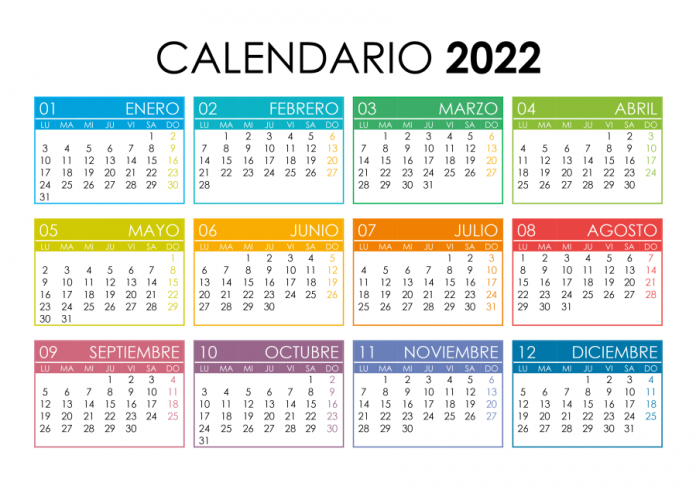 CALENDARIO 2022
01 ENERO
LU MA MI JU VI SA DO
1 2
3 4 5 6 7 8 9
10 11 12 13 14 15 16
17 18 19 20 21 22 23
24 25 26 27 28 29 30
31
02 FEBRERO
LU MA MI JU VI SA DO
1 2 3 4 5 6
7 8 9 10 11 12 13
14 15 16 17 18 19 20
21 22 23 24 25 26 27
28
03 MARZO
LU MA MI JU VI SA DO
1 2 3 4 5 6
7 8 9 10 11 12 13
14 15 16 17 18 19 20
21 22 23 24 25 26 27
28 29 30 31
04 ABRIL
LU MA MI JU VI SA DO
1 2 3
4 5 6 7 8 9 10
11 12 13 14 15 16 17
18 19 20 21 22 23 24
25 26 27 28 29 30
05 MAYO
LU MA MI JU VI SA DO
1
2 3 4 5 6 7 8
9 10 11 12 13 14 15
16 17 18 19 20 21 22
23 24 25 26 27 28 29
30 31
06 JUNIO
LU MA MI JU VI SA DO
1 2 3 4 5
6 7 8 9 10 11 12
13 14 15 16 17 18 19
20 21 22 23 24 25 26
27 28 29 30
07 JULIO
LU MA MI JU VI SA DO
1 2 3
4 5 6 7 8 9 10
11 12 13 14 15 16 17
18 19 20 21 22 23 24
25 26 27 28 29 30 31
08 AGOSTO
LU MA MI JU VI SA DO
1 2 3 4 5 6 7
8 9 10 11 12 13 14
15 16 17 18 19 20 21
22 23 24 25 26 27 28
29 30 31
09 SEPTIEMBRE
LU MA MI JU VI SA DO
1 2 3 4
5 6 7 8 9 10 11
12 13 14 15 16 17 18
19 20 21 22 23 24 25
26 27 28 29 30
10 OCTUBRE
LU MA MI JU VI SA DO
1 2
3 4 5 6 7 8 9
10 11 12 13 14 15 16
17 18 19 20 21 22 23
24 25 26 27 28 29 30
31
11 NOVIEMBRE
LU MA MI JU VI SA DO
1 2 3 4 5 6
7 8 9 10 11 12 13
14 15 16 17 18 19 20
21 22 23 24 25 26 27
28 29 30
12 DICIEMBRE
LU MA MI JU VI SA DO
1 2 3 4
5 6 7 8 9 10 11
12 13 14 15 16 17 18
19 20 21 22 23 24 25
26 27 28 29 30 31